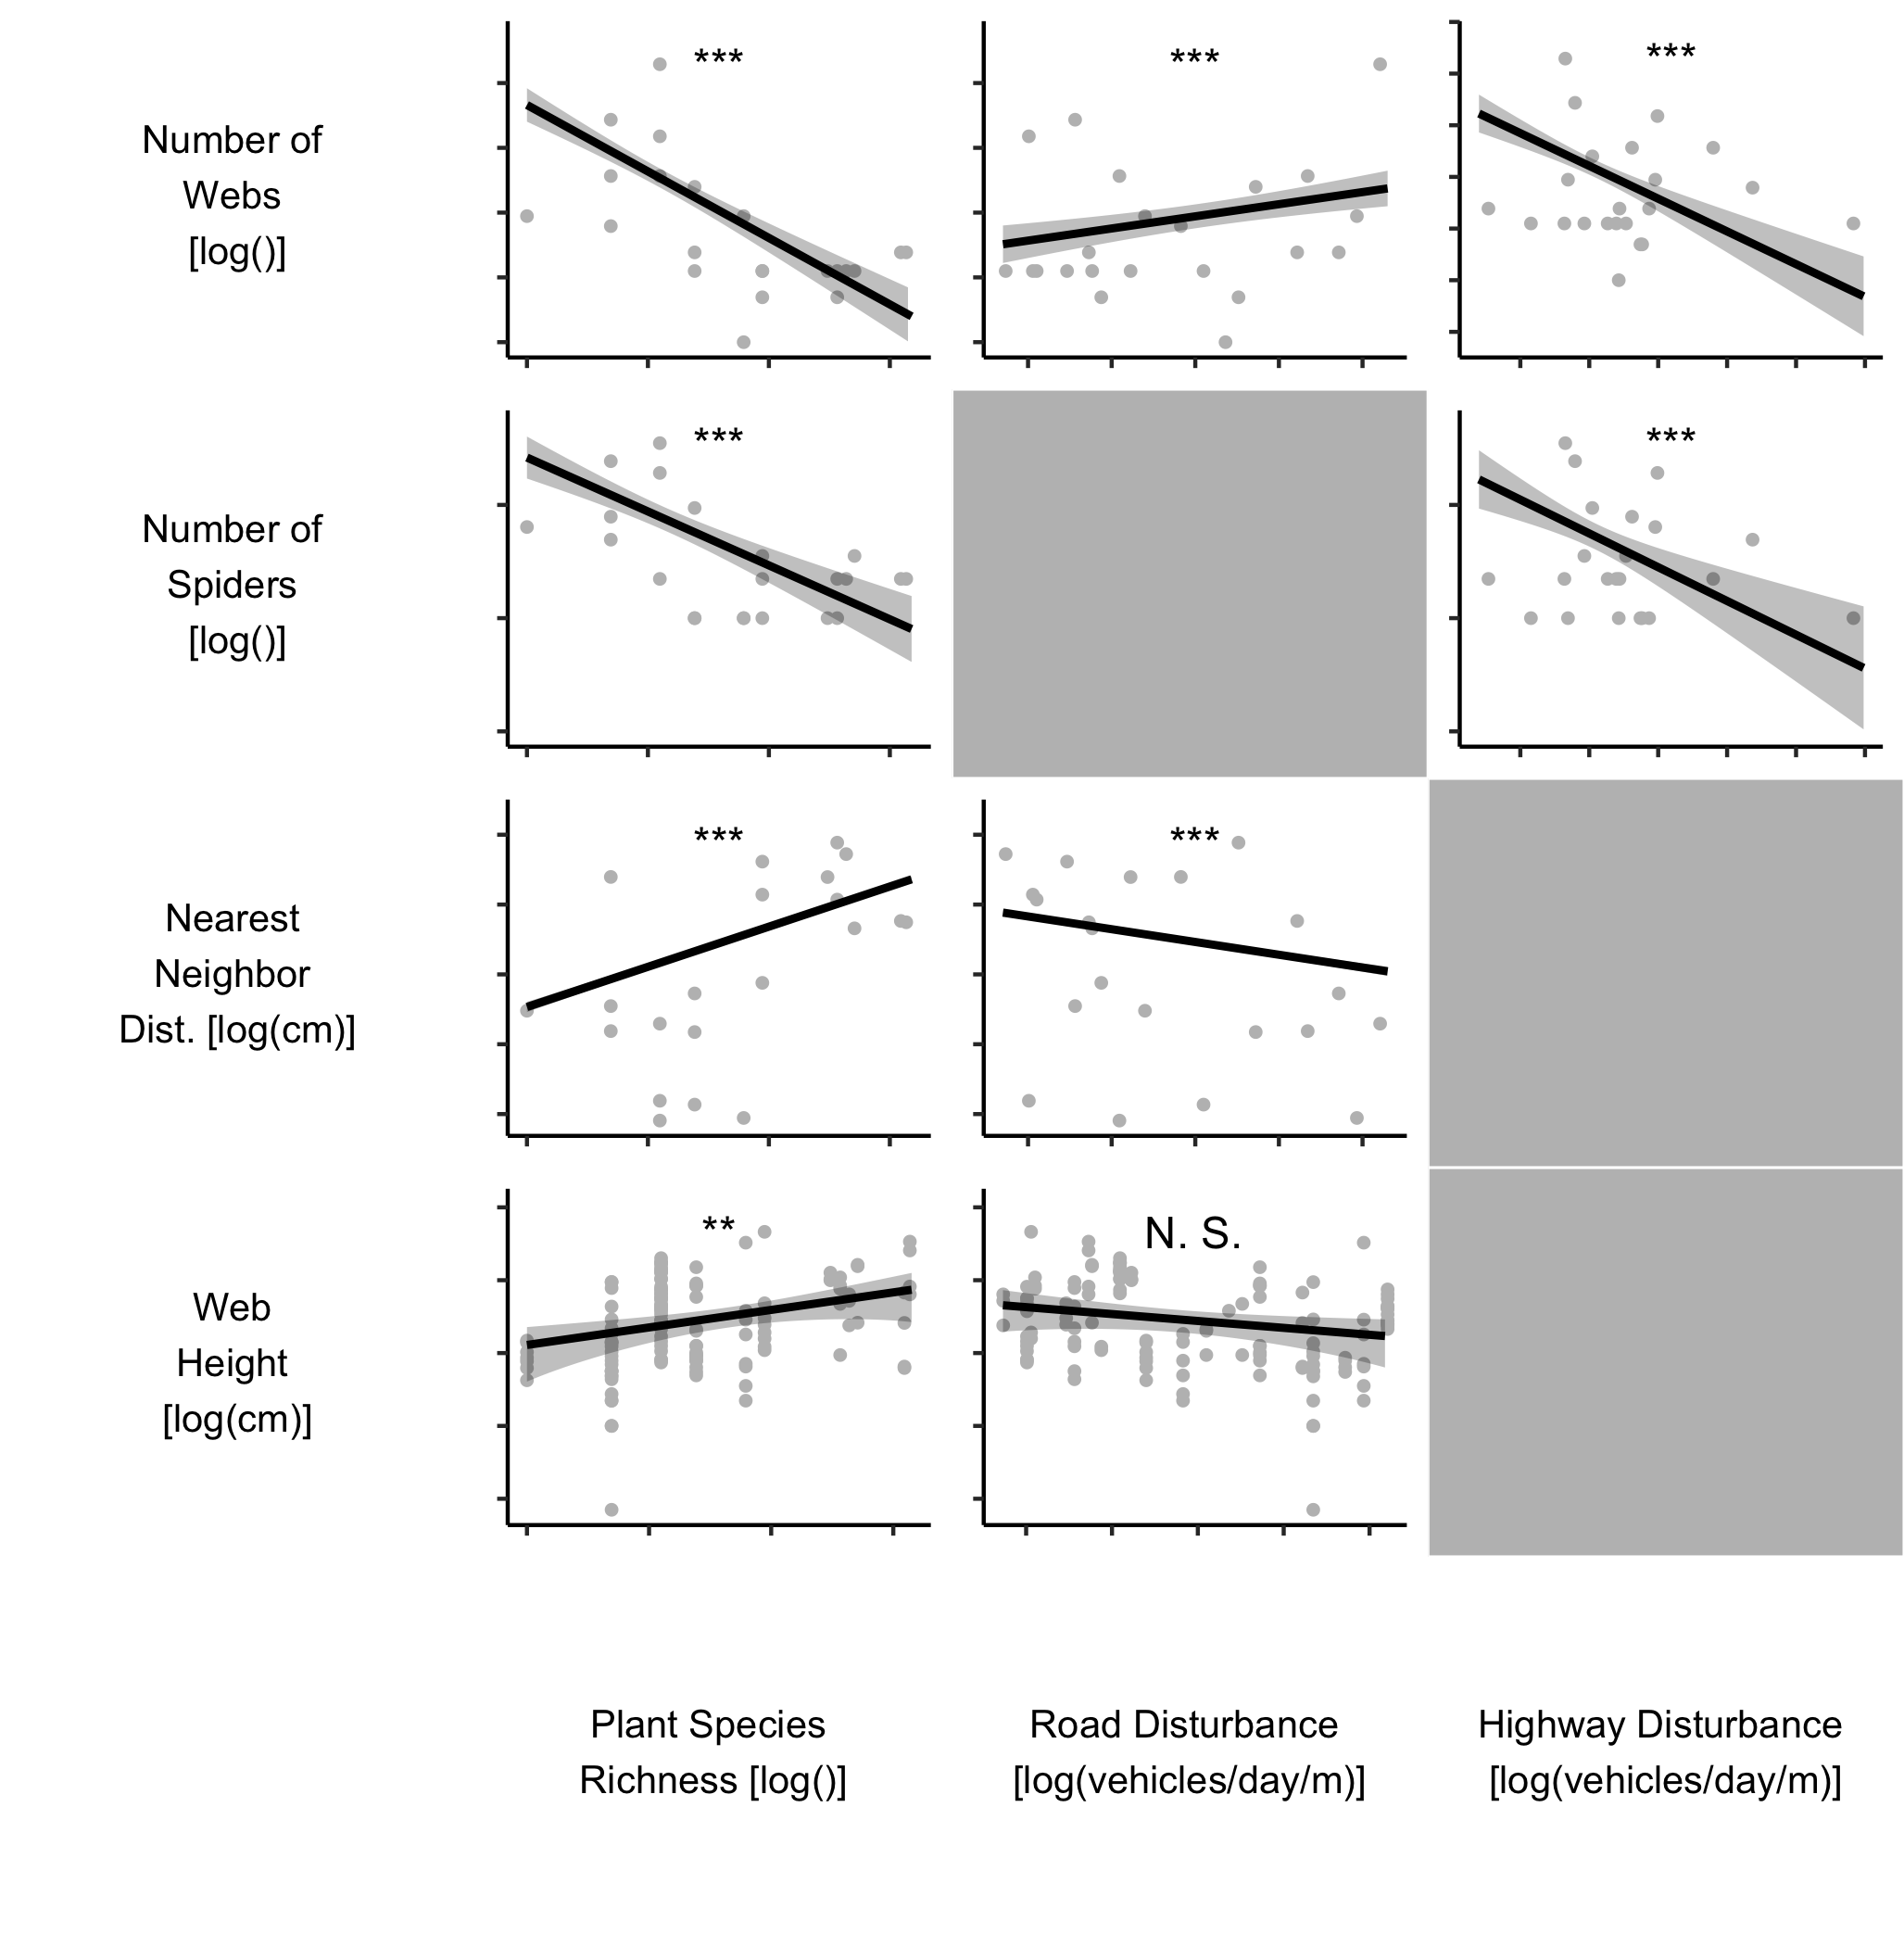 Number of
Webs
[log()]
***
***
***
Number of
Spiders
[log()]
***
***
Nearest
Neighbor
Dist. [log(cm)]
***
***
Web
Height
[log(cm)]
**
N. S.
Plant Species
Richness [log()]
Road Disturbance
[log(vehicles/day/m)]
Highway Disturbance
[log(vehicles/day/m)]